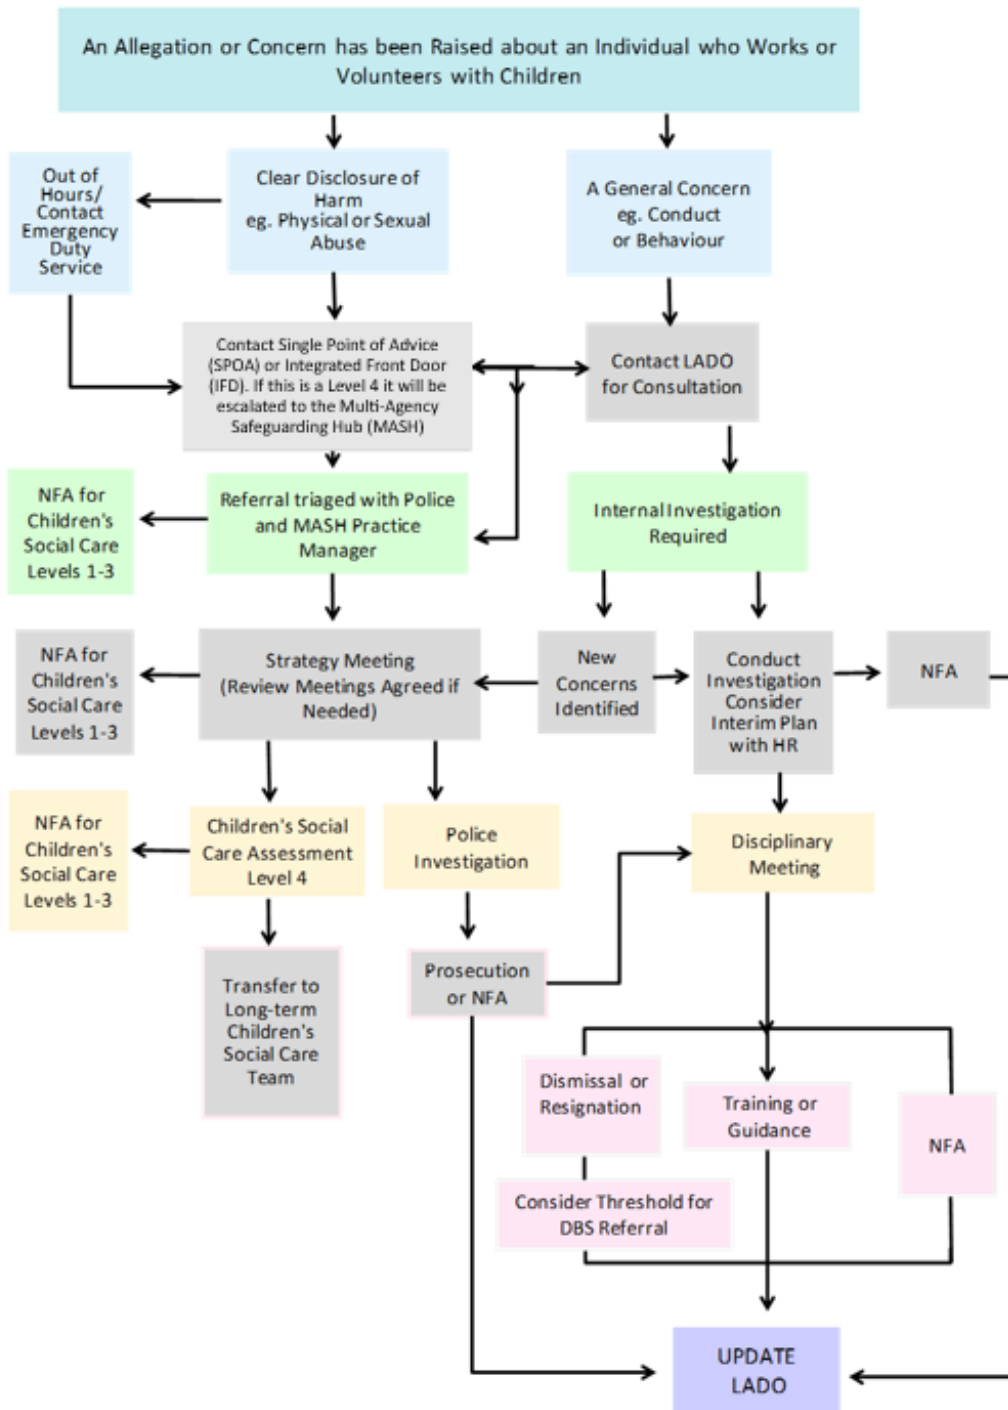 An Allegation or Concern has been Raised about an Individual who Works or
Volunteers with Children
Out of
Hours/
Contact
Emergency
Duty
Service
Clear Disclosure of
Harm
eg. Physical or Sexual
Abuse
A General Concern
eg. Conduct
or Behaviour
Contact Single Point of Advice
(SPOA) or Integrated Front Door
(IFD). If this is a Level 4 it will be
escalated to the Multi-Agency
Safeguarding Hub (MASH)
Contact LADO
for Consultation
NFA for
Children's
Social Care
Levels 1-3
Referral triaged with Police
and MASH Practice
Manager
Internal Investigation
Required
NFA for
Children's
Social Care
Levels 1-3
Strategy Meeting
(Review Meetings Agreed if
Needed)
New
Concerns
Identified
Conduct
Investigation
Consider
Interim Plan
with HR
NFA
NFA for
Children's
Social Care
Levels 1-3
Children's Social
Care Assessment
Level 4
Police
Investigation
Disciplinary
Meeting
Transfer to
Long-term
Children's
Social Care
Team
Prosecution
or NFA
Dismissal or
Resignation
Training or
Guidance
NFA
Consider Threshold for
DBS Referral
UPDATE
LADO